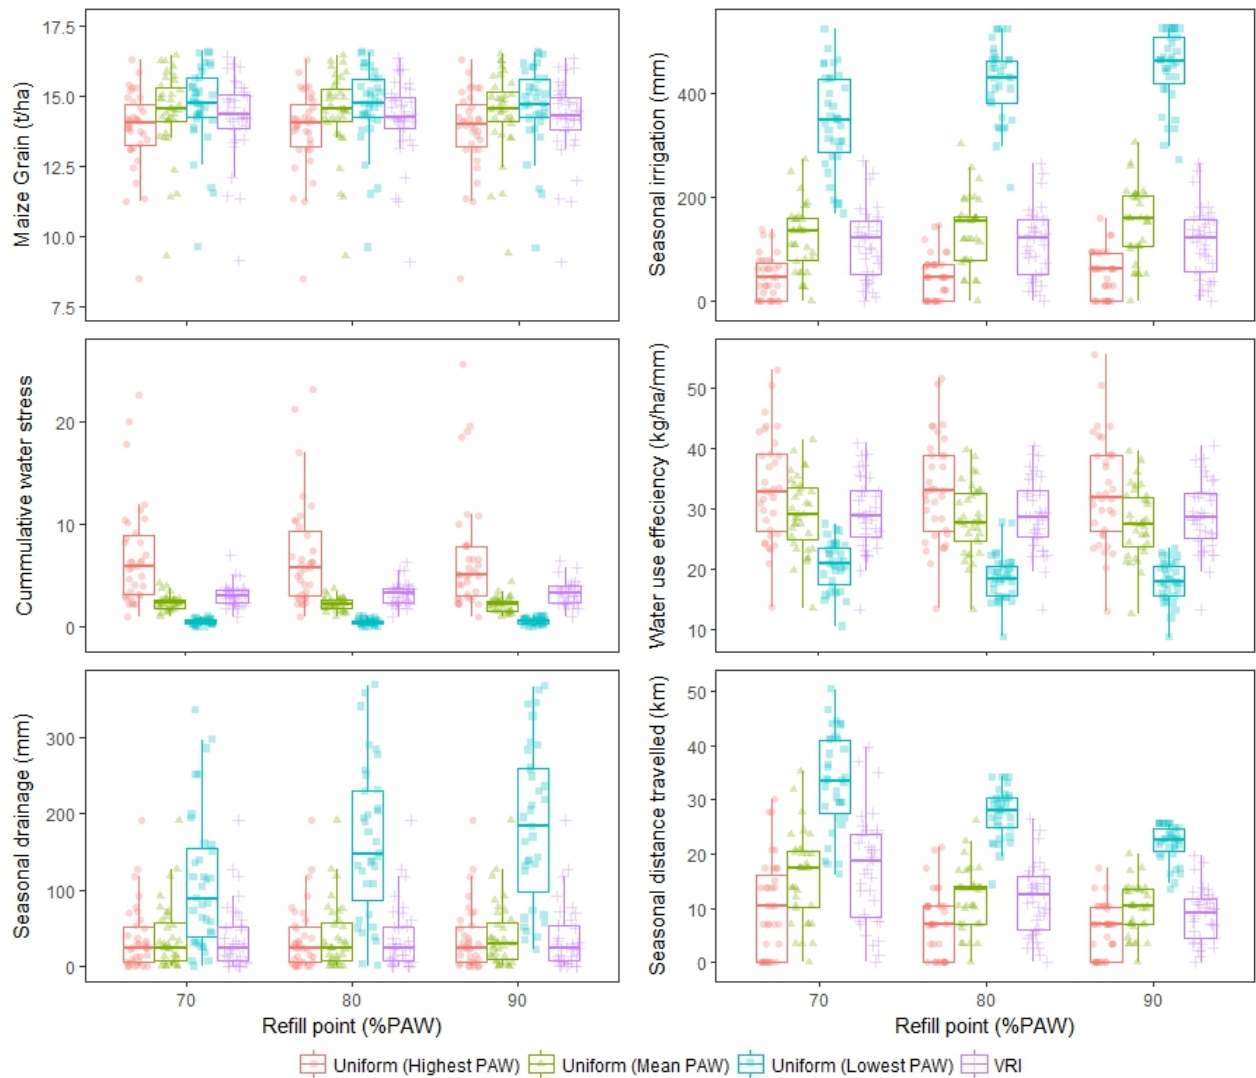 Maize Grain (t/ha)
17.5
15.0
12.5
10.0
7.5
Seasonal irrigation (mm)
400
200
0
Cummulative water stress
20
10
0
Water use effeciency (kg/ha/mm)
50
40
30
20
10
Seasonal drainage (mm)
300
200
100
0
70 80 90
Refill point (%PAW)
Seasonal distance travelled (km)
50
40
30
20
10
0
70 80 90
Refill point (%PAW)
Uniform (Highest PAW) Uniform (Mean PAW) Uniform (Lowest PAW) VRI